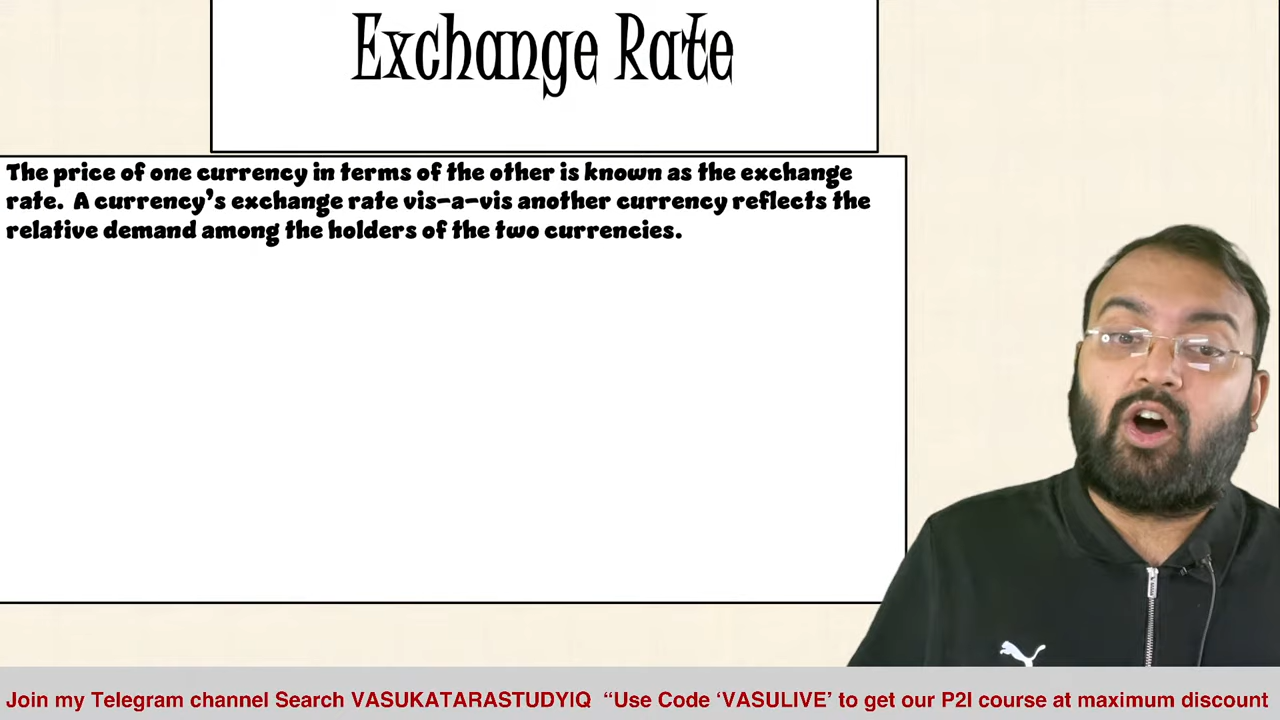 Exchange Rate
The price of one currency in terms of the other is known as the exchange
rate.  A currency’s exchange rate vis-a-vis another currency reflects the
relative demand among the holders of the two currencies.
Join my Telegram channel Search VASUKATARASTUDYIQ  “Use Code ‘VASULIVE’ to get our P2I course at maximum discount